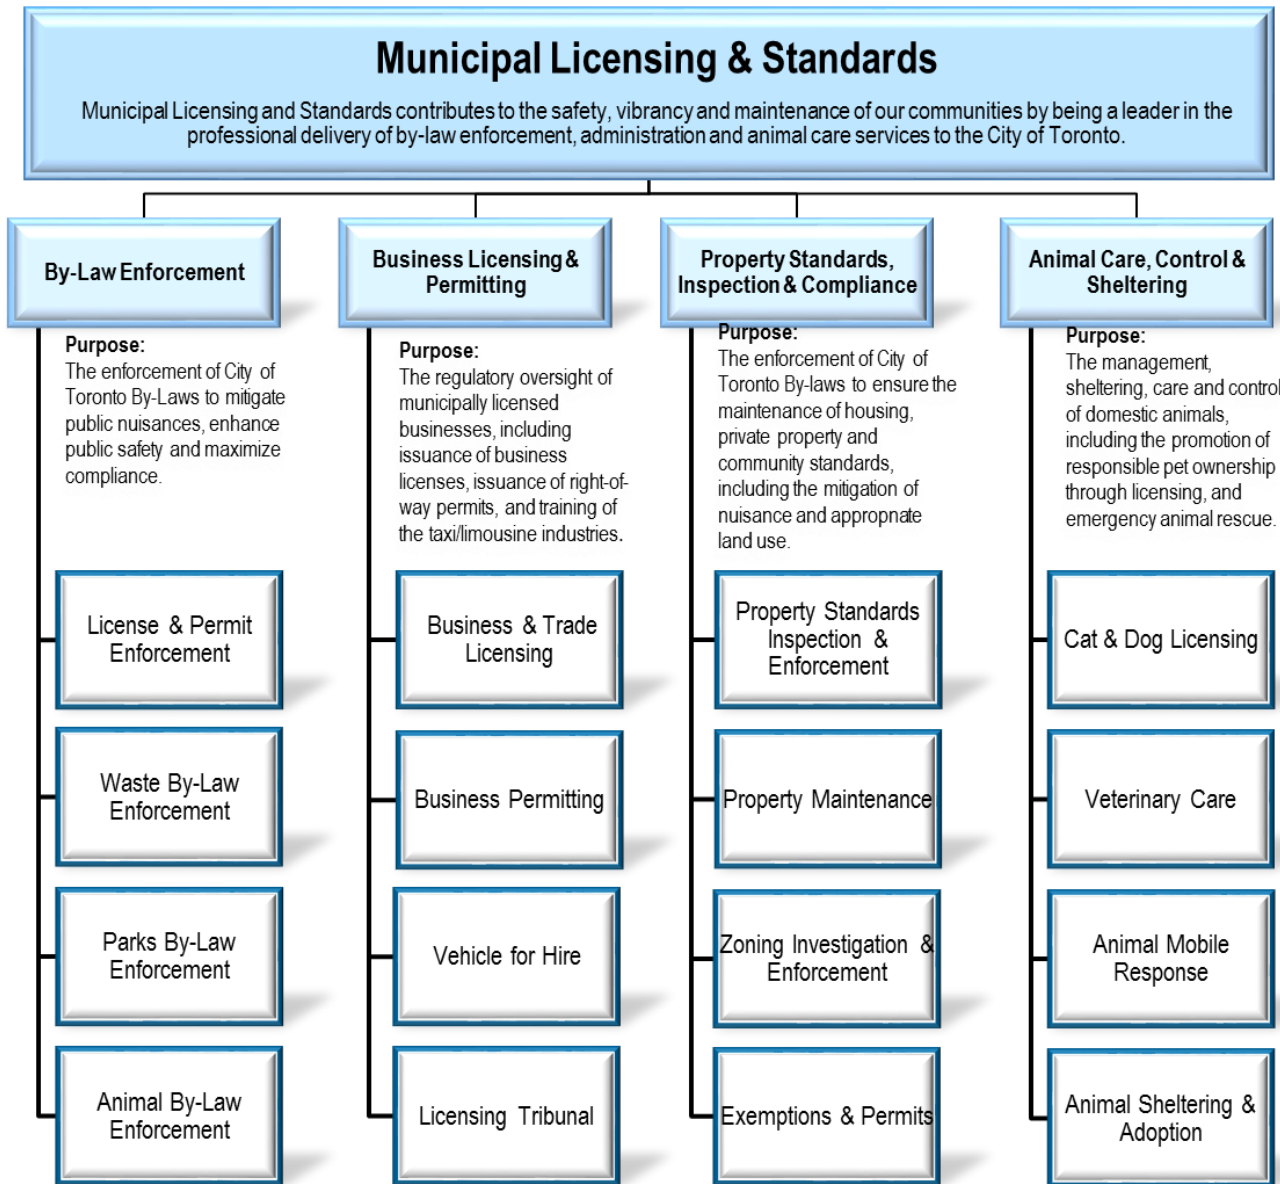 Municipal Licensing & Standards
Municipal Licensing and Standards contributes to the safety, vibrancy and maintenance of our communities by being a leader in the
professional delivery of by-law enforcement, administration and animal care services to the City of Toronto.
By-Law Enforcement
Purpose:
The enforcement of City of
Toronto By-Laws to mitigate
public nuisances, enhance
public safety and maximize
compliance.
License & Permit
Enforcement
Waste By-Law
Enforcement
Parks By-Law
Enforcement
Animal By-Law
Enforcement
Business Licensing &
Permitting
Purpose:
The regulatory oversight of
municipally licensed
businesses, including
issuance of business
licenses, issuance of right-of-
way permits, and training of
the taxi/limousine industries.
Business & Trade
Licensing
Business Permitting
Vehicle for Hire
Licensing Tribunal
Property Standards,
Inspection & Compliance
Purpose:
The enforcement of City of
Toronto By-laws to ensure the
maintenance of housing,
private property and
community standards,
including the mitigation of
nuisance and appropnate
land use.
Property Standards
Inspection &
Enforcement
Property Maintenance
Zoning Investigation &
Enforcement
Exemptions & Permits
Animal Care, Control &
Sheltering
Purpose:
The management,
sheltering, care and control
of domestic animals,
including the promotion of
responsible pet ownership
through licensing, and
emergency animal rescue.
Cat & Dog Licensing
Veterinary Care
Animal Mobile
Response
Animal Sheltering &
Adoption